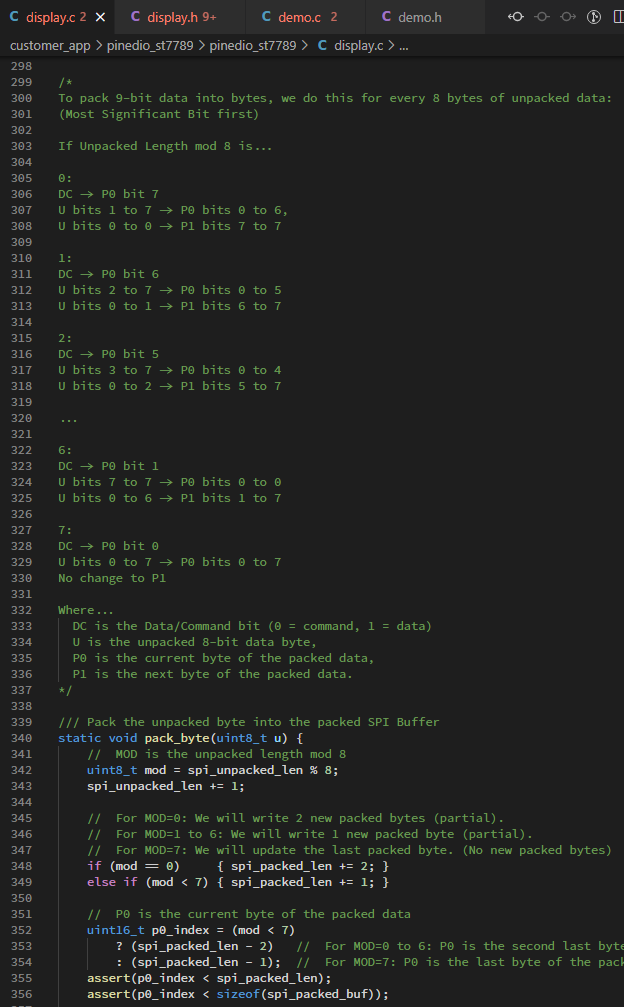 display.c 2 × display.h 9+ demo.c 2 demo.h
customer_app > pinedio_st7789 > pinedio_st7789 > C display.c > ...
298
299 /*
300 To pack 9-bit data into bytes, we do this for every 8 bytes of unpacked data:
301 (Most Significant Bit first)
302
303 If Unpacked Length mod 8 is...
304
305 0:
306 DC -> P0 bit 7
307 U bits 1 to 7 -> P0 bits 0 to 6,
308 U bits 0 to 0 -> P1 bits 7 to 7
309
310 1:
311 DC -> P0 bit 6
312 U bits 2 to 7 -> P0 bits 0 to 5
313 U bits 0 to 1 -> P1 bits 6 to 7
314
315 2:
316 DC -> P0 bit 5
317 U bits 3 to 7 -> P0 bits 0 to 4
318 U bits 0 to 2 -> P1 bits 5 to 7
319
320 ...
321
322 6:
323 DC -> P0 bit 1
324 U bits 7 to 7 -> P0 bits 0 to 0
325 U bits 0 to 6 -> P1 bits 1 to 7
326
327 7:
328 DC -> P0 bit 0
329 U bits 0 to 7 -> P0 bits 0 to 7
330 No change to P1
331
332 Where...
333 DC is the Data/Command bit (0 = command, 1 = data)
334 U is the unpacked 8-bit data byte,
335 P0 is the current byte of the packed data,
336 P1 is the next byte of the packed data.
337 */
338
339 /// Pack the unpacked byte into the packed SPI Buffer
340 static void pack_byte(uint8_t u) {
341 // MOD is the unpacked length mod 8
342 uint8_t mod = spi_unpacked_len % 8;
343 spi_unpacked_len += 1;
344
345 // For MOD=0: We will write 2 new packed bytes (partial).
346 // For MOD=1 to 6: We will write 1 new packed byte (partial).
347 // For MOD=7: We will update the last packed byte. (No new packed bytes)
348 if (mod == 0) { spi_packed_len += 2; }
349 else if (mod < 7) { spi_packed_len += 1; }
350
351 // P0 is the current byte of the packed data
352 uint16_t p0_index = (mod < 7)
353 ? (spi_packed_len - 2) // For MOD=0 to 6: P0 is the second last byte
354 : (spi_packed_len - 1); // For MOD=7: P0 is the last byte of the pack
355 assert(p0_index < spi_packed_len);
356 assert(p0_index < sizeof(spi_packed_buf));